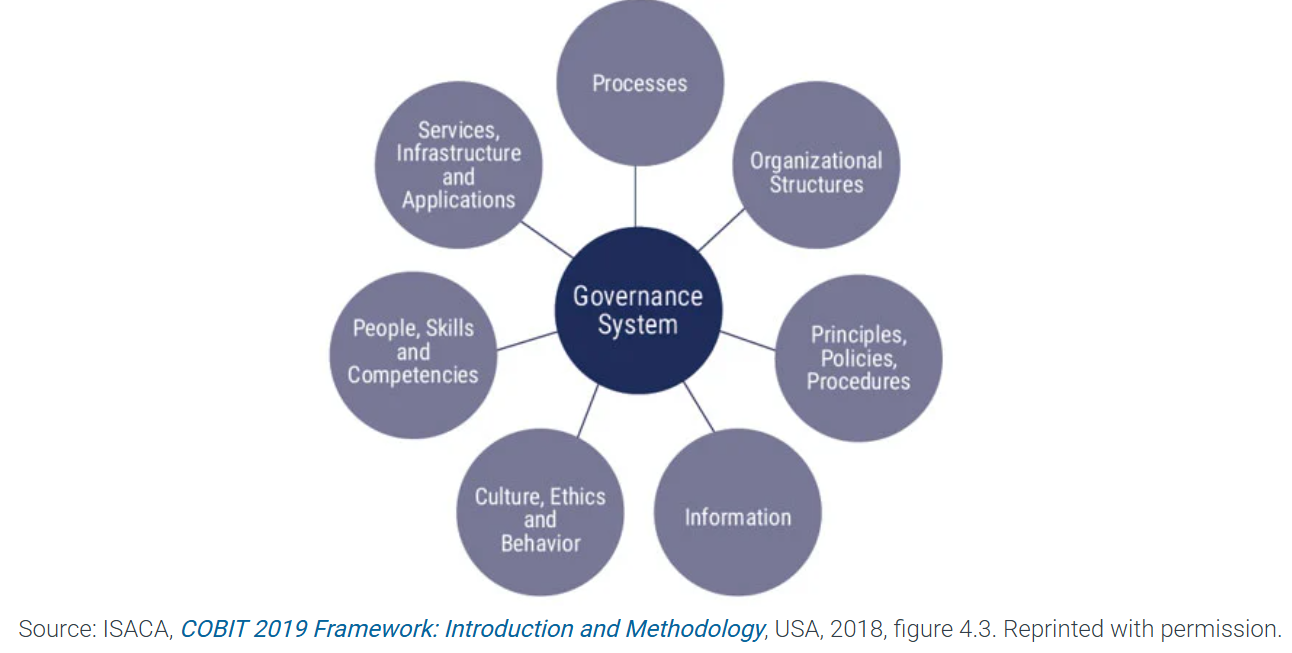 Processes
Services,
Infrastructure
and
Applications
Organizational
Structures
Governance
System
People, Skills
and
Competencies
Principles,
Policies,
Procedures
Culture, Ethics
and
Behavior
Information
Source: ISACA, COBIT 2019 Framework: Introduction and Methodology, USA, 2018, figure 4.3. Reprinted with permission.